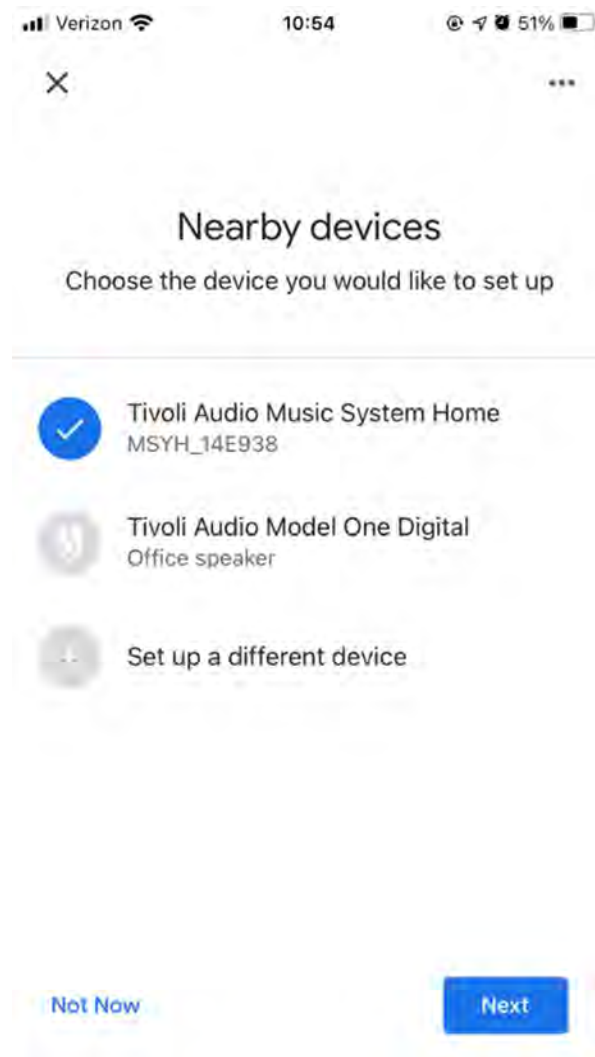 Verizon 10:54 51%
Nearby devices
Choose the device you would like to set up
Tivoli Audio Music System Home
MSYH_14E938
Tivoli Audio Model One Digital
Office speaker
Set up a different device
Not Now Next